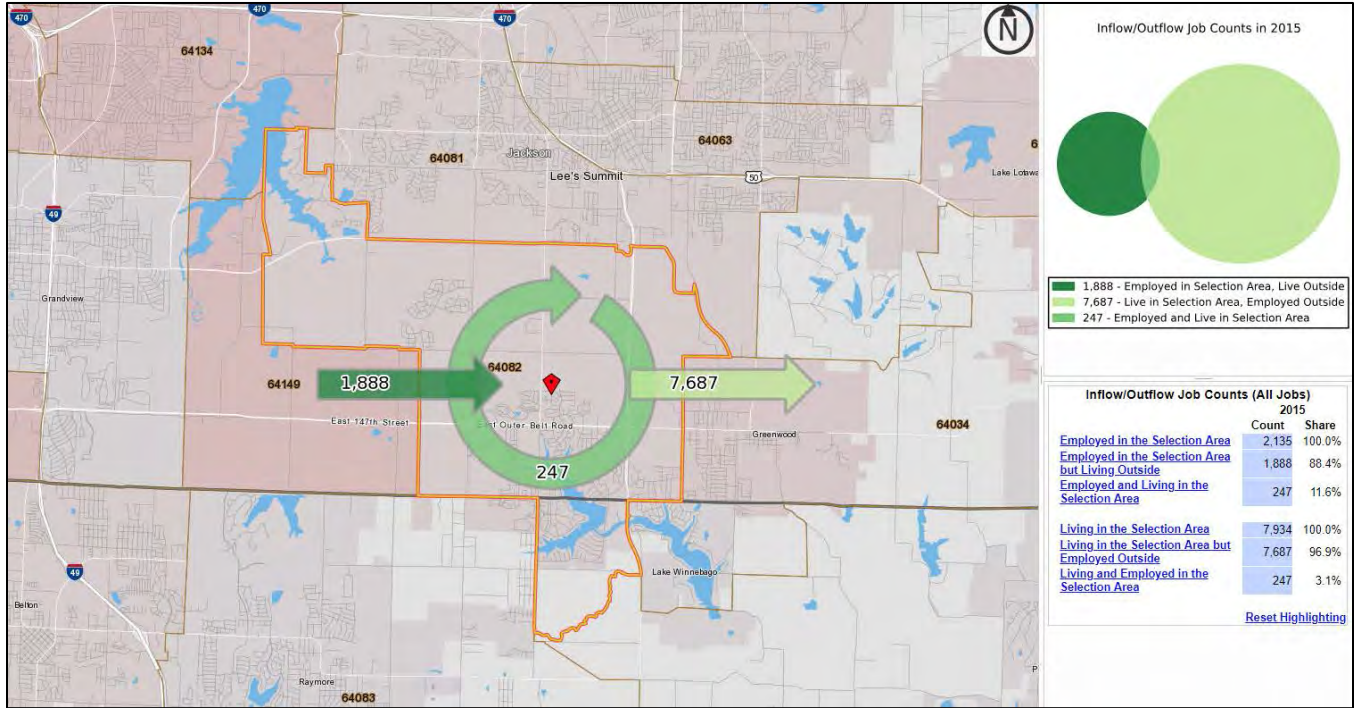 470
470
470
N
64134
64081
Jackson
64063
Lee's Summit
50
Lake Lotawa
49
Grandview
64149
64082
1,888
7,687
East 147th Street
st Outer Belt Road
Greenwood
64034
247
49
Lake Winnebago
Belton
Raymore
64083
Inflow/Outflow Job Counts in 2015
1,888 - Employed in Selection Area, Live Outside
7,687 - Live in Selection Area, Employed Outside
247 - Employed and Live in Selection Area
Inflow/Outflow Job Counts (All Jobs)
2015
Count Share
Employed in the Selection Area 2,135 100.0%
Employed in the Selection Area
but Living Outside 1,888 88.4%
Employed and Living in the
Selection Area 247 11.6%
Living in the Selection Area 7,934 100.0%
Living in the Selection Area but
Employed Outside 7,687 96.9%
Living and Employed in the
Selection Area 247 3.1%
Reset Highlighting